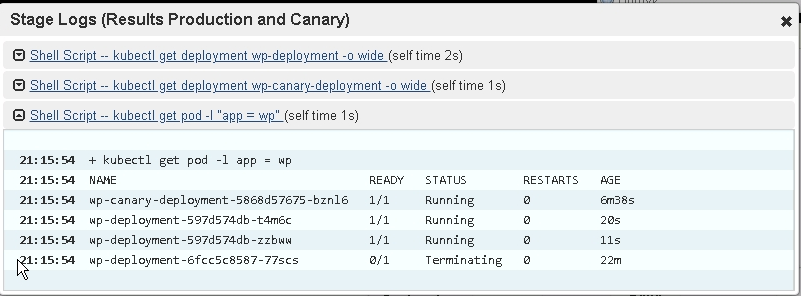 Stage Logs (Results Production and Canary)
Shell Script -- kubectl get deployment wp-deployment -o wide (self time 2s)
Shell Script -- kubectl get deployment wp-canary-deployment -o wide (self time 1s)
Shell Script -- kubectl get pod -l "app = wp" (self time 1s)
21:15:54 + kubectl get pod -l app = wp
21:15:54 NAME READY STATUS RESTARTS AGE
21:15:54 wp-canary-deployment-5868d57675-bznl6 1/1 Running 0 6m38s
21:15:54 wp-deployment-597d574db-t4m6c 1/1 Running 0 20s
21:15:54 wp-deployment-597d574db-zzbww 1/1 Running 0 11s
21:15:54 wp-deployment-6fcc5c8587-77scs 0/1 Terminating 0 22m